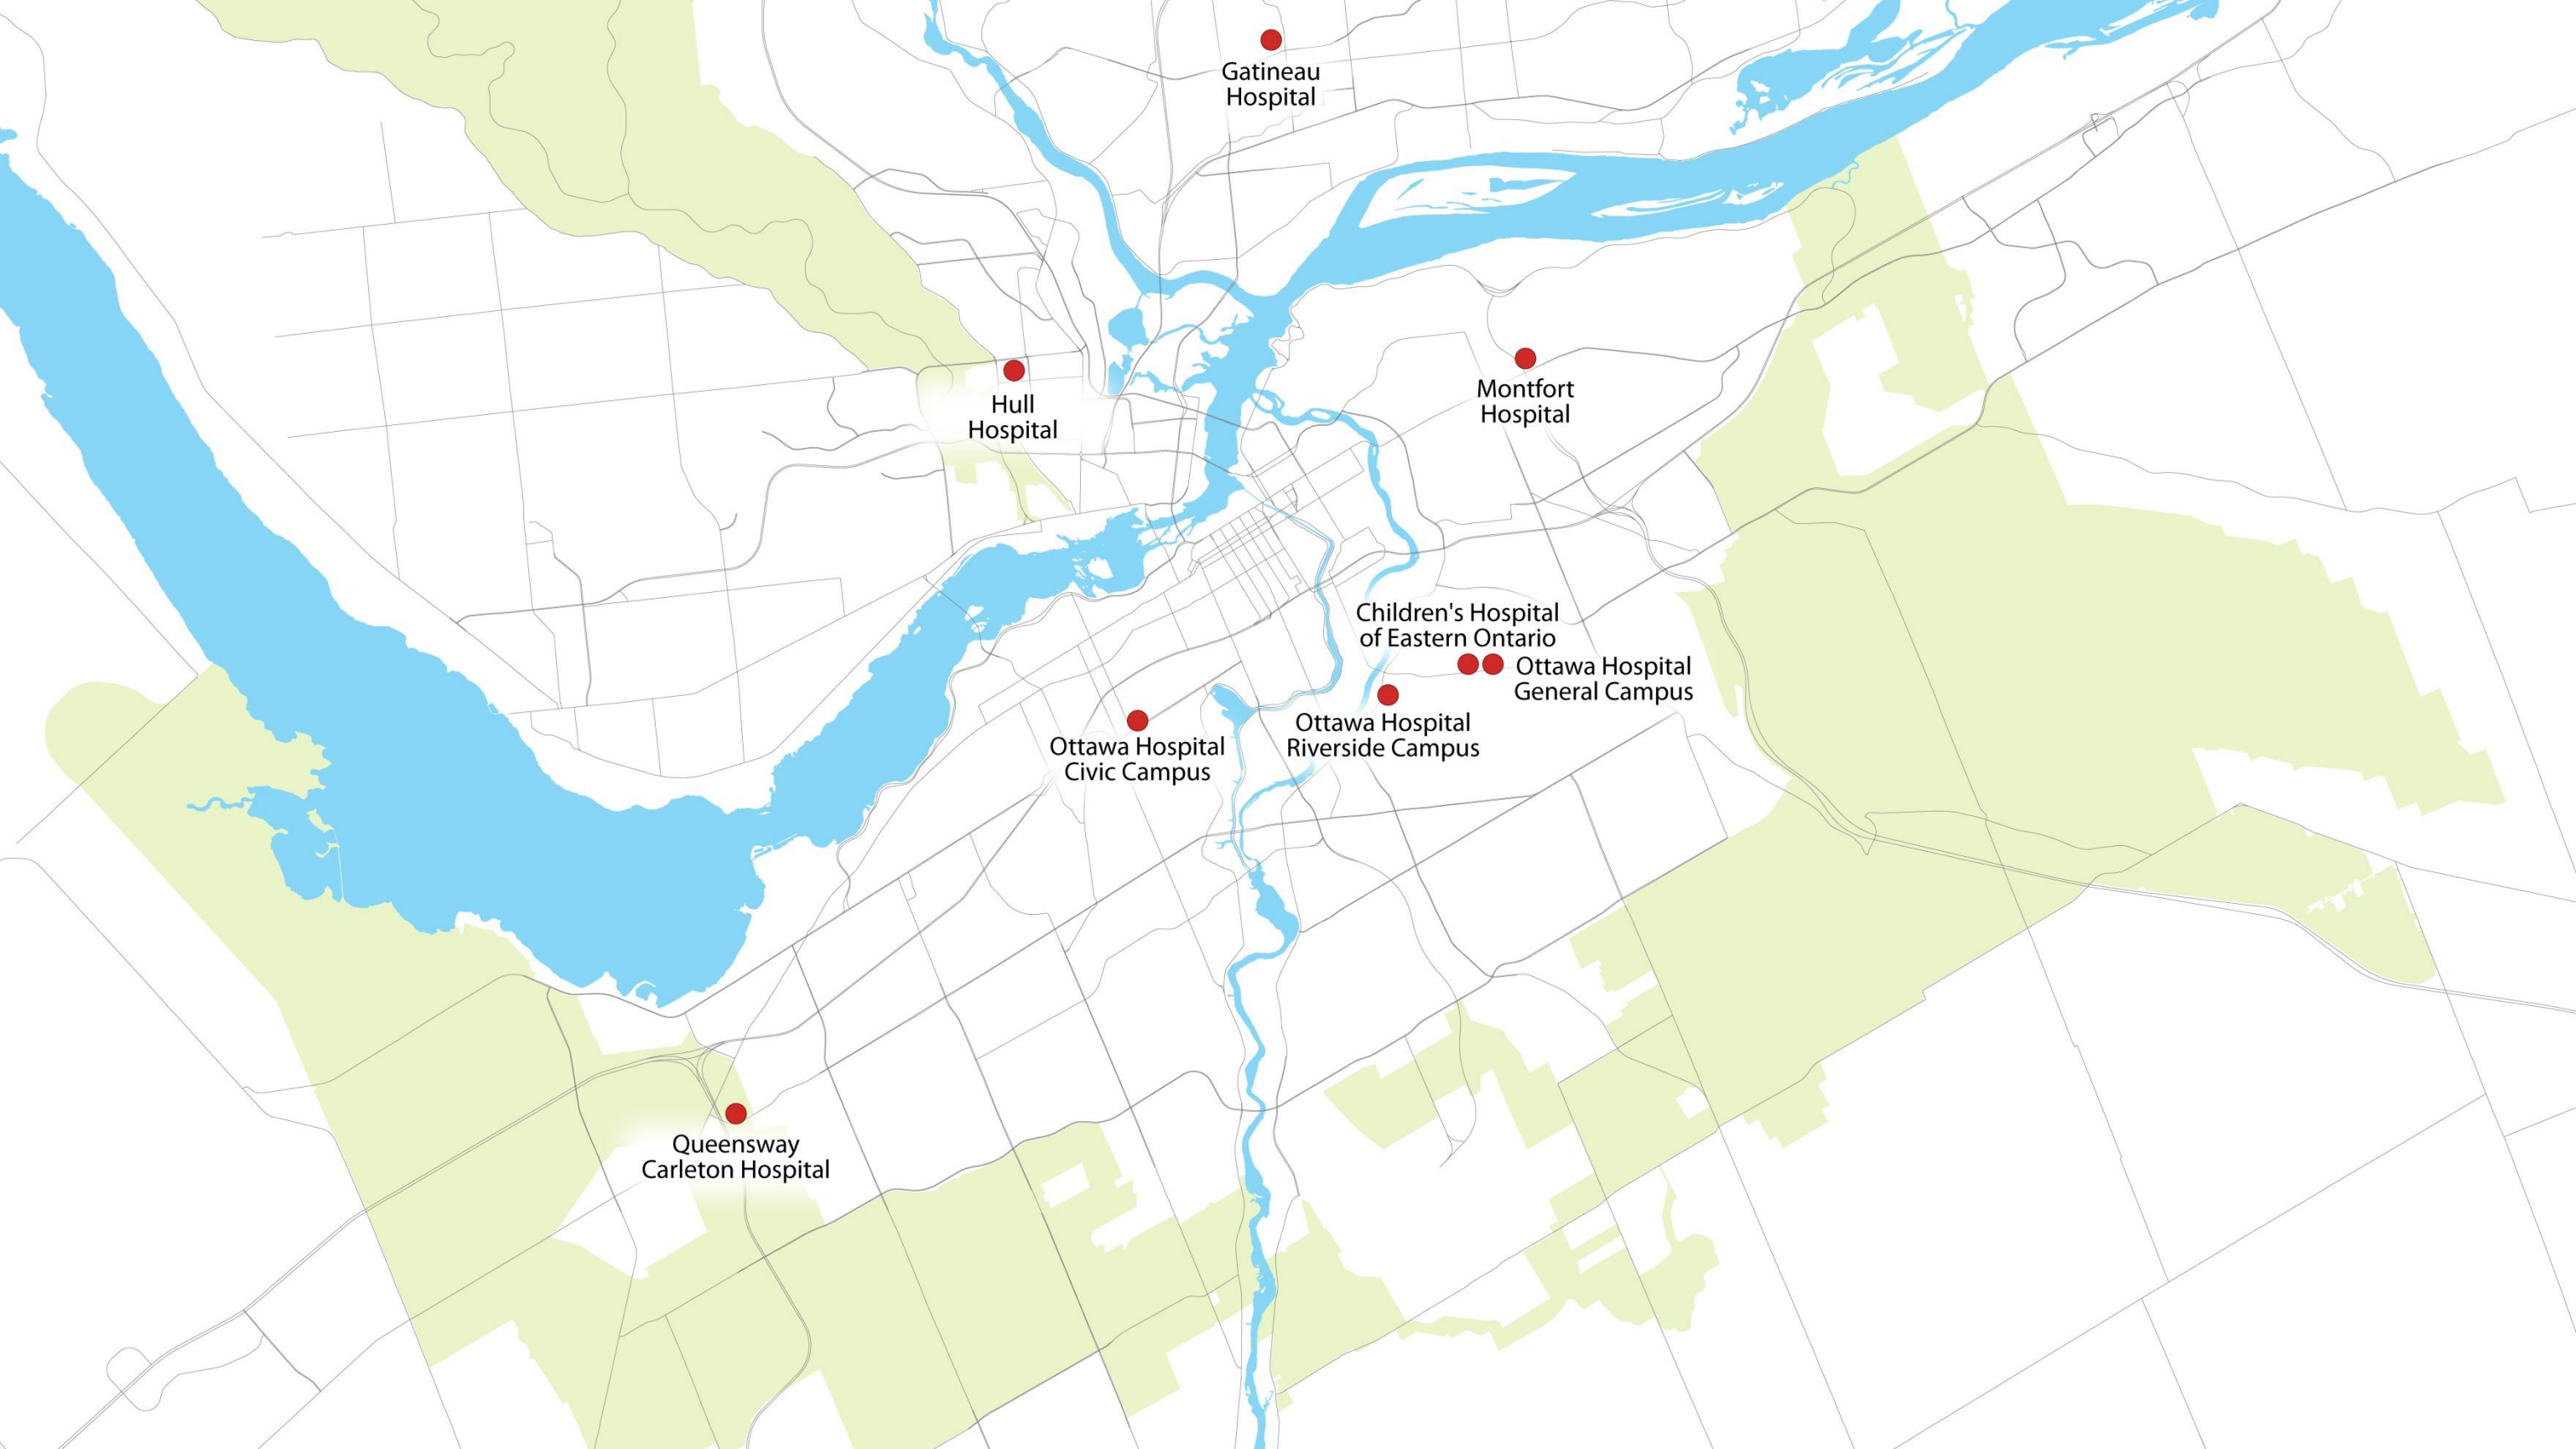 Gatineau
Hospital
Hull
Hospital
Montfort
Hospital
Children's Hospital
of Eastern Ontario
Ottawa Hospital
General Campus
Ottawa Hospital
Riverside Campus
Ottawa Hospital
Civic Campus
Queensway
Carleton Hospital